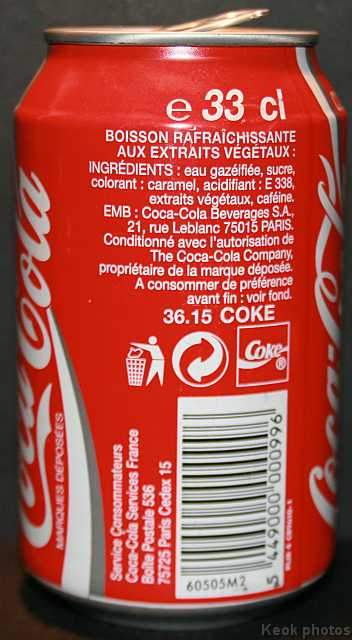 e 33 cl
BOISSON RAFRAÎCHISSANTE
AUX EXTRAITS VÉGÉTAUX :
INGRÉDIENTS : eau gazéifiée, sucre,
colorant : caramel, acidifiant : E 338,
extraits végétaux, caféine.
EMB : Coca-Cola Beverages S.A.,
21, rue Leblanc 75015 PARIS.
Conditionné avec l'autorisation de
The Coca-Cola Company,
propriétaire de la marque déposée.
A consommer de préférence
avant fin : voir fond.
36.15 COKE
Coke ®
Coca-Cola
MARQUES DÉPOSÉES
Service Consommateurs
Coca-Cola Services France
Boîte Postale 536
75725 Paris Cedex 15
60505M2
5 449000 000996
Keok photos